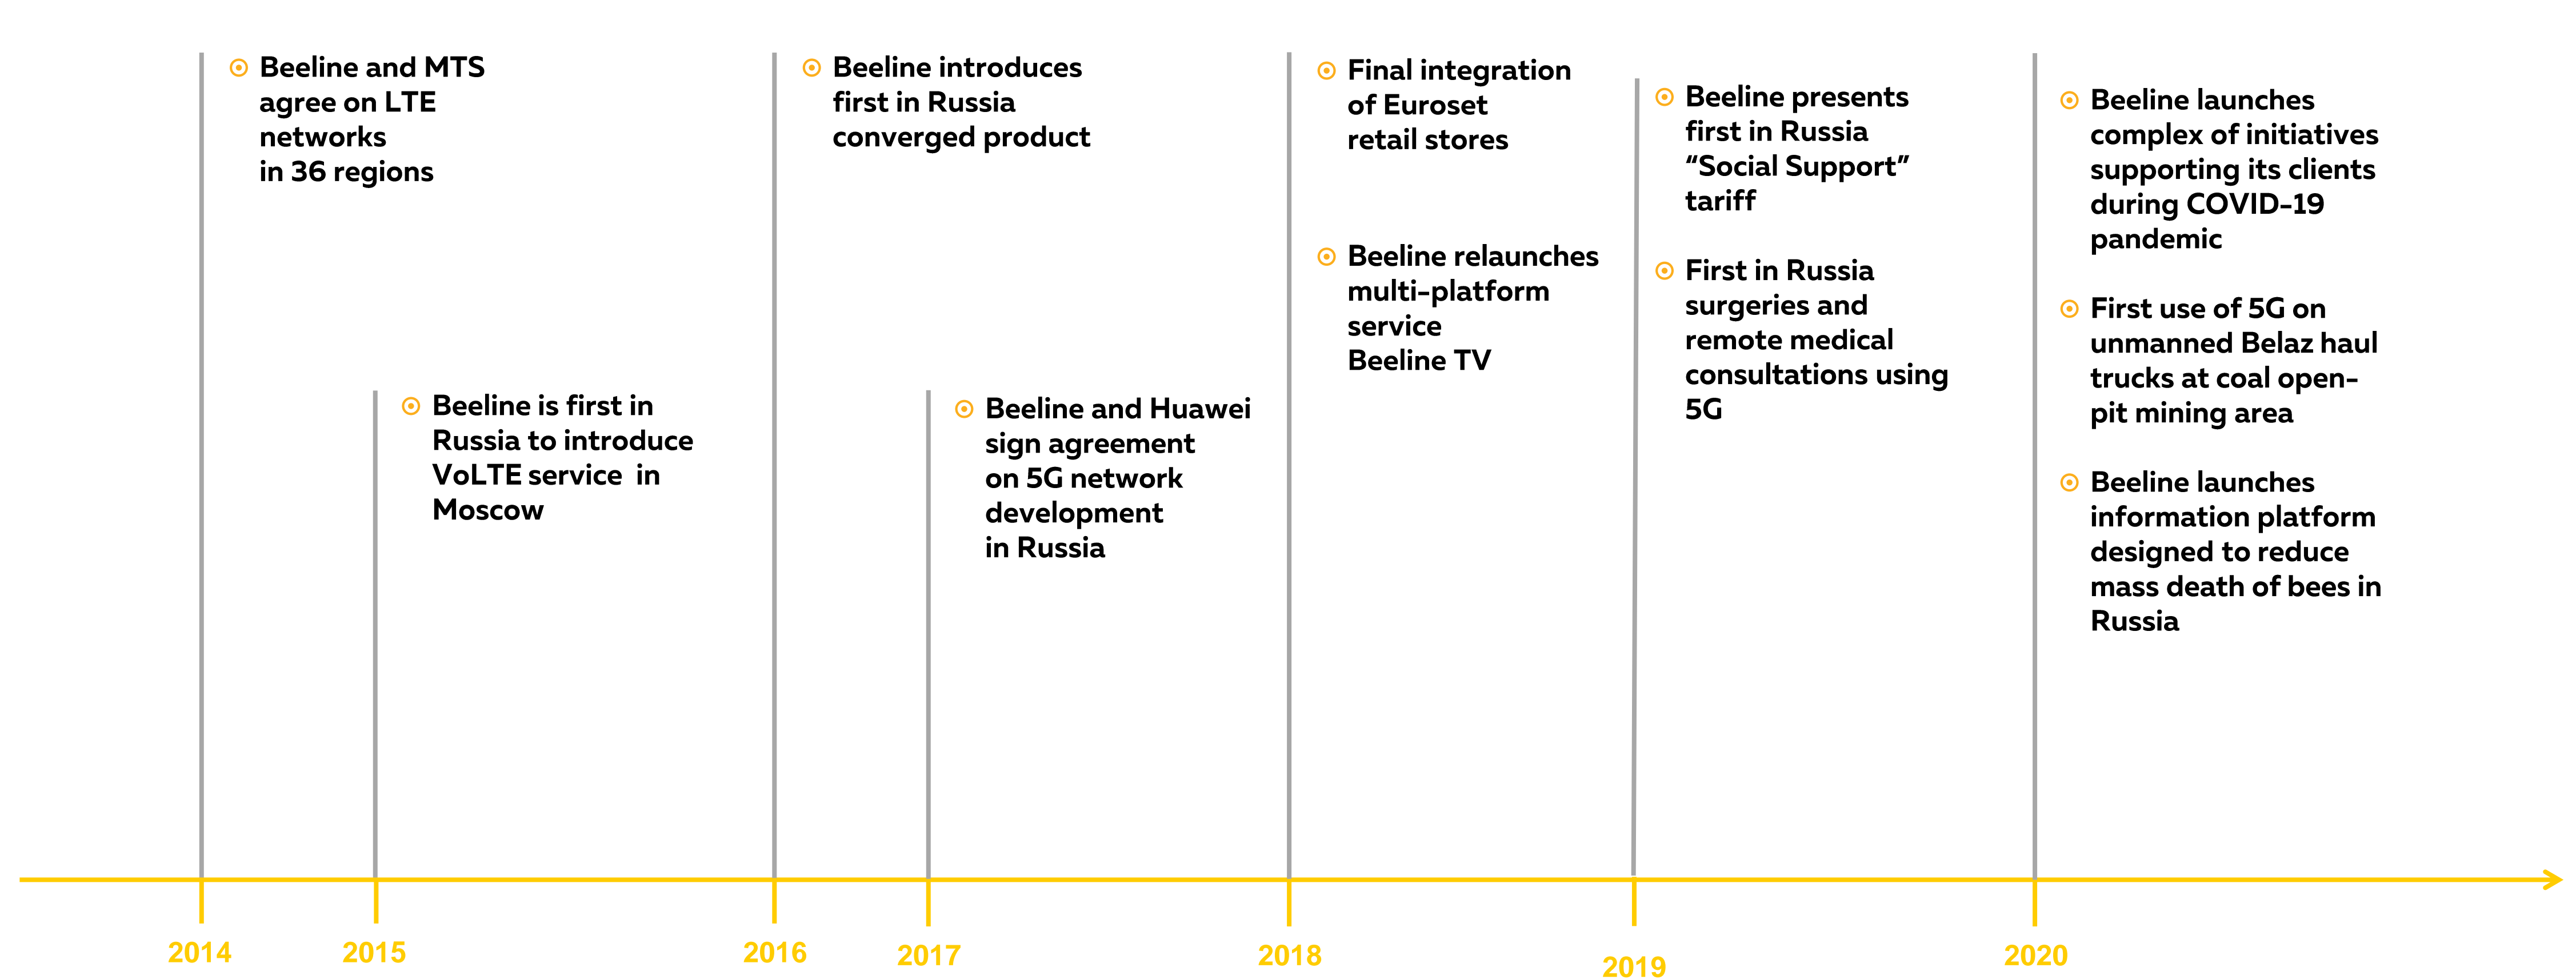 Beeline and MTS
agree on LTE
networks
in 36 regions
Beeline is first in
Russia to introduce
VoLTE service  in
Moscow
Beeline introduces
first in Russia
converged product
Beeline and Huawei
sign agreement
on 5G network
development
in Russia
Final integration
of Euroset
retail stores
Beeline relaunches
multi-platform
service
Beeline TV
Beeline presents
first in Russia
“Social Support”
tariff
First in Russia
surgeries and
remote medical
consultations using
5G
Beeline launches
complex of initiatives
supporting its clients
during COVID-19
pandemic
First use of 5G on
unmanned Belaz haul
trucks at coal open-
pit mining area
Beeline launches
information platform
designed to reduce
mass death of bees in
Russia
2014
2015
2016
2017
2018
2019
2020